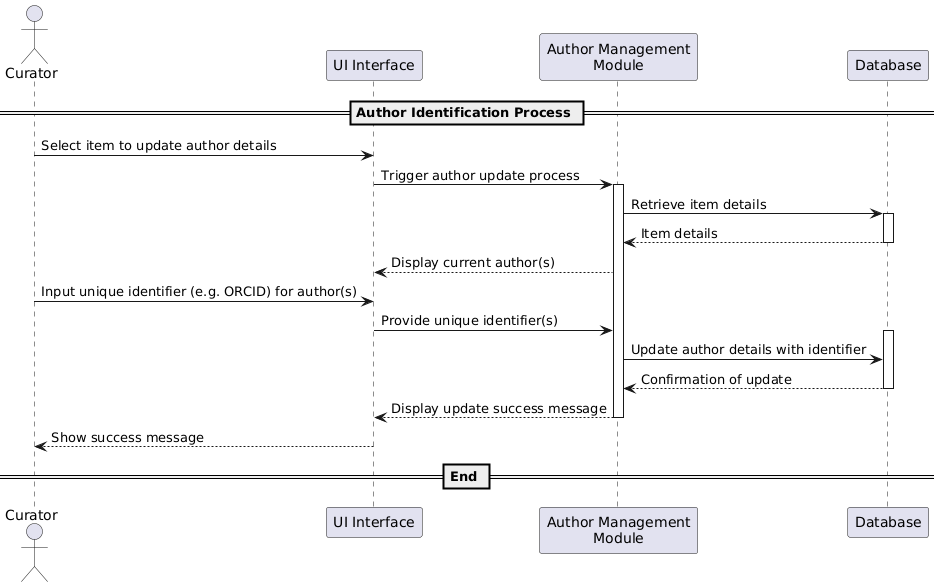 Curator
UI Interface
Author Management
Module
Database
Author Identification Process
Select item to update author details
Trigger author update process
Retrieve item details
Item details
Display current author(s)
Input unique identifier (e.g. ORCID) for author(s)
Provide unique identifier(s)
Update author details with identifier
Confirmation of update
Display update success message
Show success message
End
Curator
UI Interface
Author Management
Module
Database